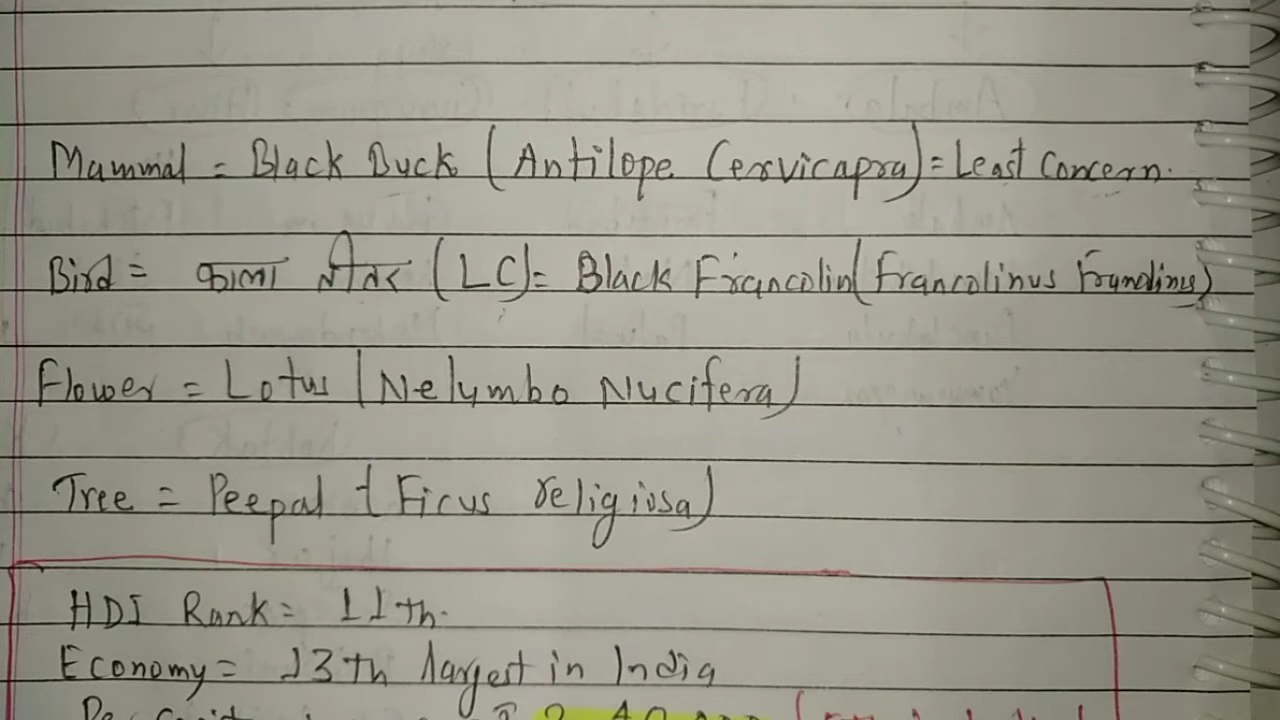 Mammal = Black Buck (Antilope Cervicapra) = Least Concern.
Bird = काला तीतर (LC) = Black Francolin (Francolinus
Flower = Lotus (Nelumbo Nucifera)
Tree = Peepal (Ficus religiosa)
HDI Rank = 11th.
Economy = 13th largest in India